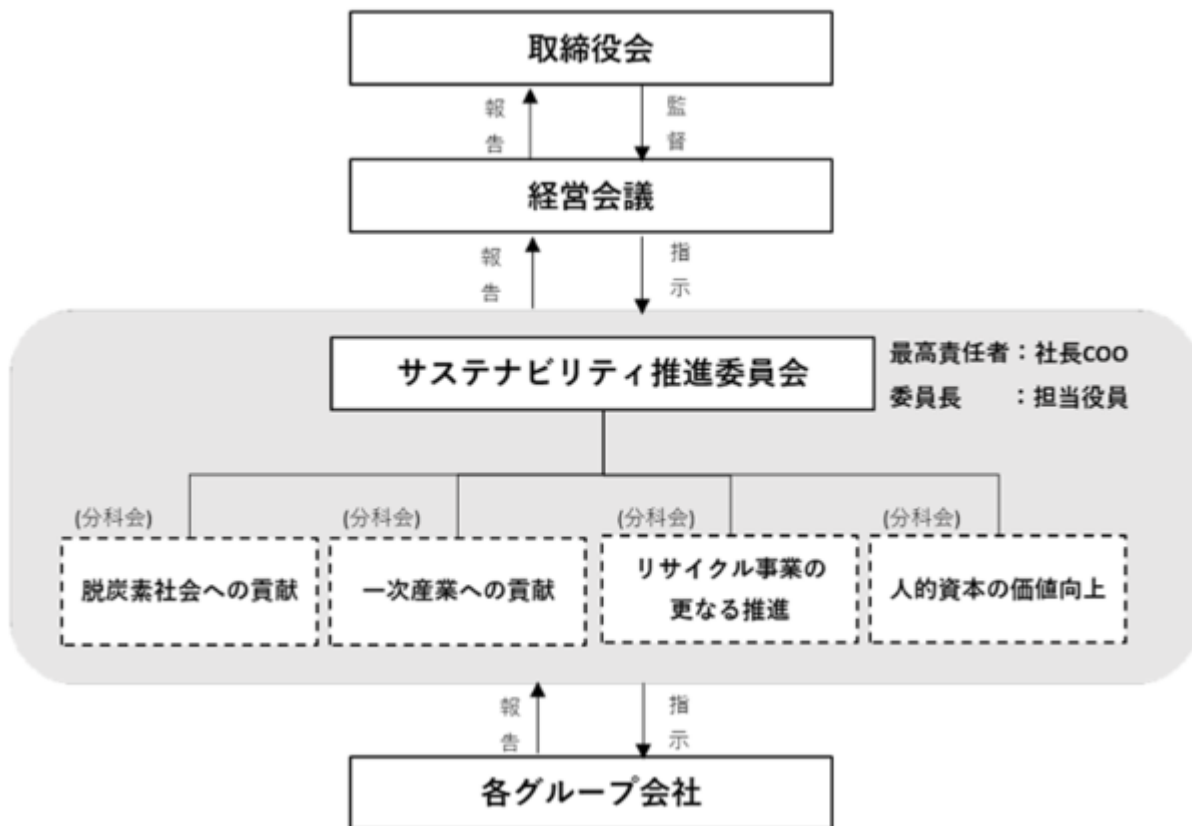 取締役会
報告
監督
経営会議
報告
指示
サステナビリティ推進委員会
最高責任者：社長COO
委員長　　：担当役員
(分科会)
脱炭素社会への貢献
(分科会)
一次産業への貢献
(分科会)
リサイクル事業の
更なる推進
(分科会)
人的資本の価値向上
報告
指示
各グループ会社